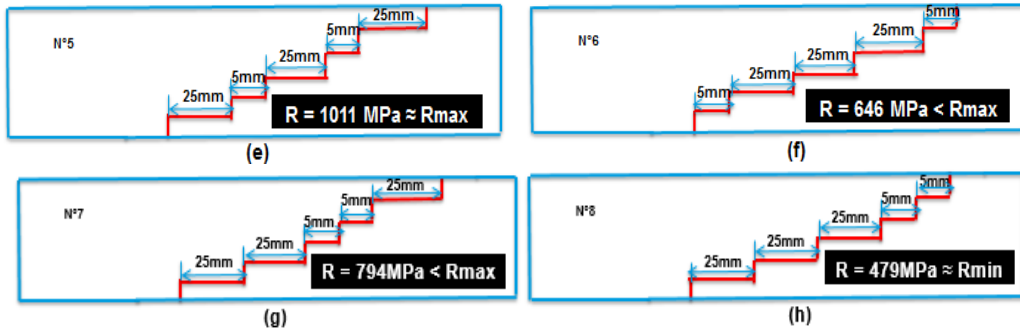 N°5
25mm
5mm
25mm
5mm
25mm
R = 1011 MPa ≈ Rmax
(e)
N°6
5mm
25mm
25mm
25mm
5mm
R = 646 MPa < Rmax
(f)
N°7
25mm
5mm
5mm
25mm
25mm
R = 794MPa < Rmax
(g)
N°8
5mm
5mm
25mm
25mm
25mm
R = 479MPa ≈ Rmin
(h)